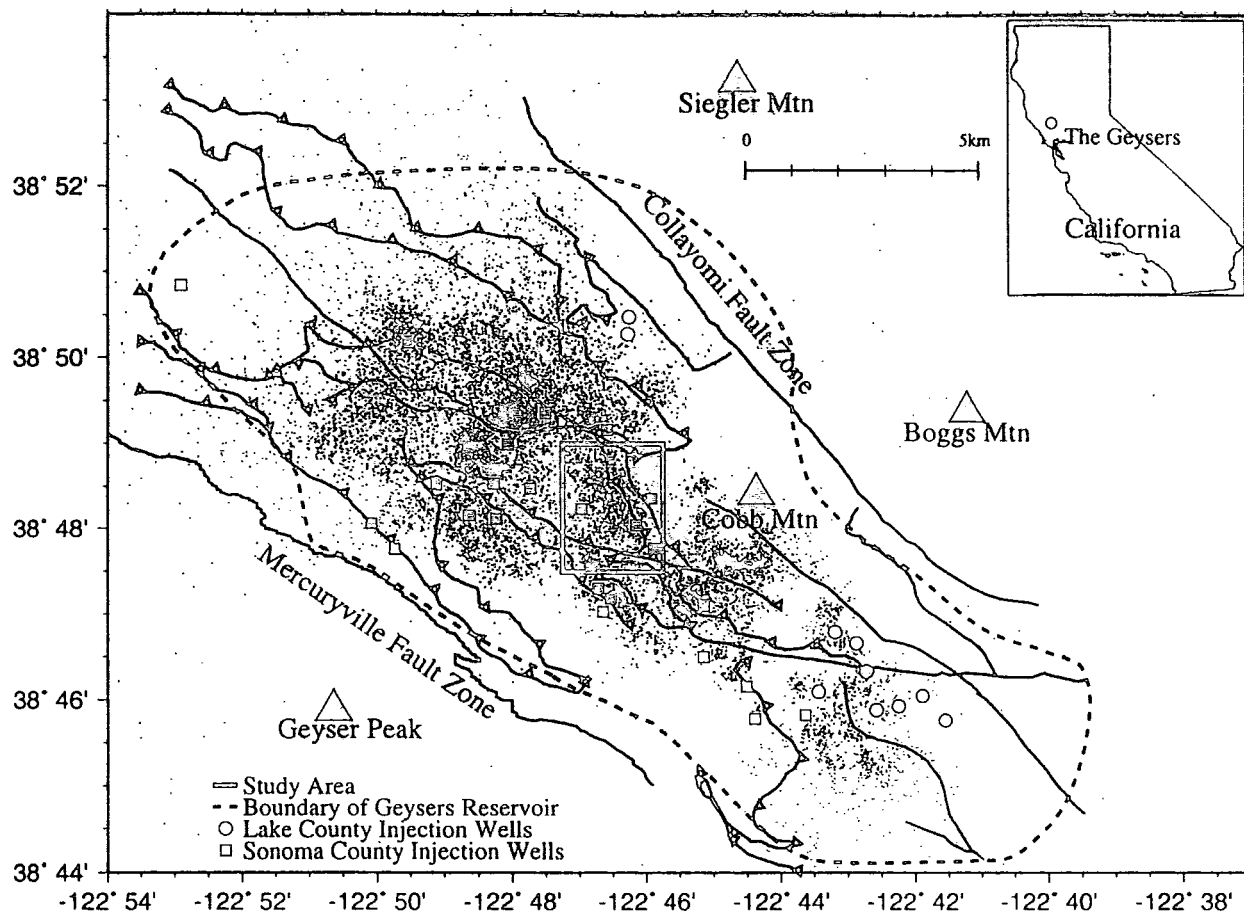 Siegler Mtn
0 5km
The Geysers
California
38° 52'
Collayomi Fault Zone
38° 50'
Boggs Mtn
Cobb Mtn
38° 48'
Mercuryville Fault Zone
38° 46'
Geyser Peak
Study Area
Boundary of Geysers Reservoir
Lake County Injection Wells
Sonoma County Injection Wells
38° 44'
-122° 54' -122° 52' -122° 50' -122° 48' -122° 46' -122° 44' -122° 42' -122° 40' -122° 38'